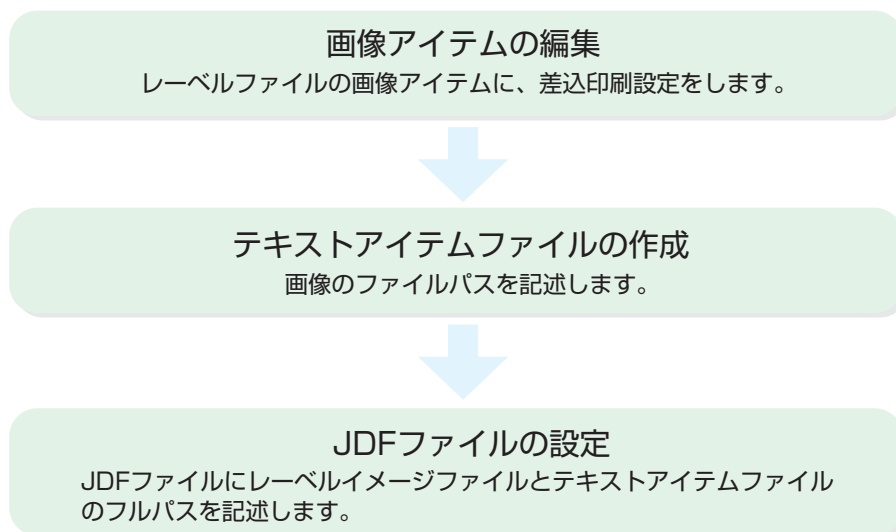 画像アイテムの編集
レーベルファイルの画像アイテムに、差込印刷設定をします。
テキストアイテムファイルの作成
画像のファイルパスを記述します。
JDFファイルの設定
JDFファイルにレーベルイメージファイルとテキストアイテムファイル
のフルパスを記述します。